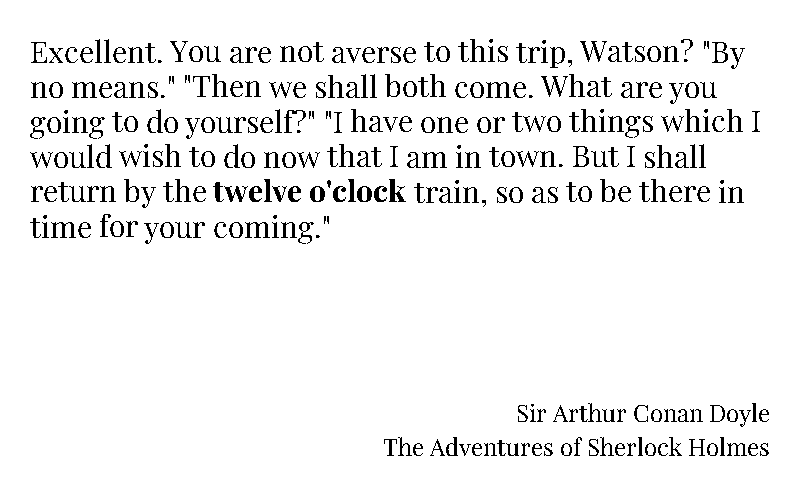 Excellent. You are not averse to this trip, Watson? "By
no means." "Then we shall both come. What are you
going to do yourself?" "I have one or two things which I
would wish to do now that I am in town. But I shall
return by the twelve o'clock train, so as to be there in
time for your coming."
Sir Arthur Conan Doyle
The Adventures of Sherlock Holmes